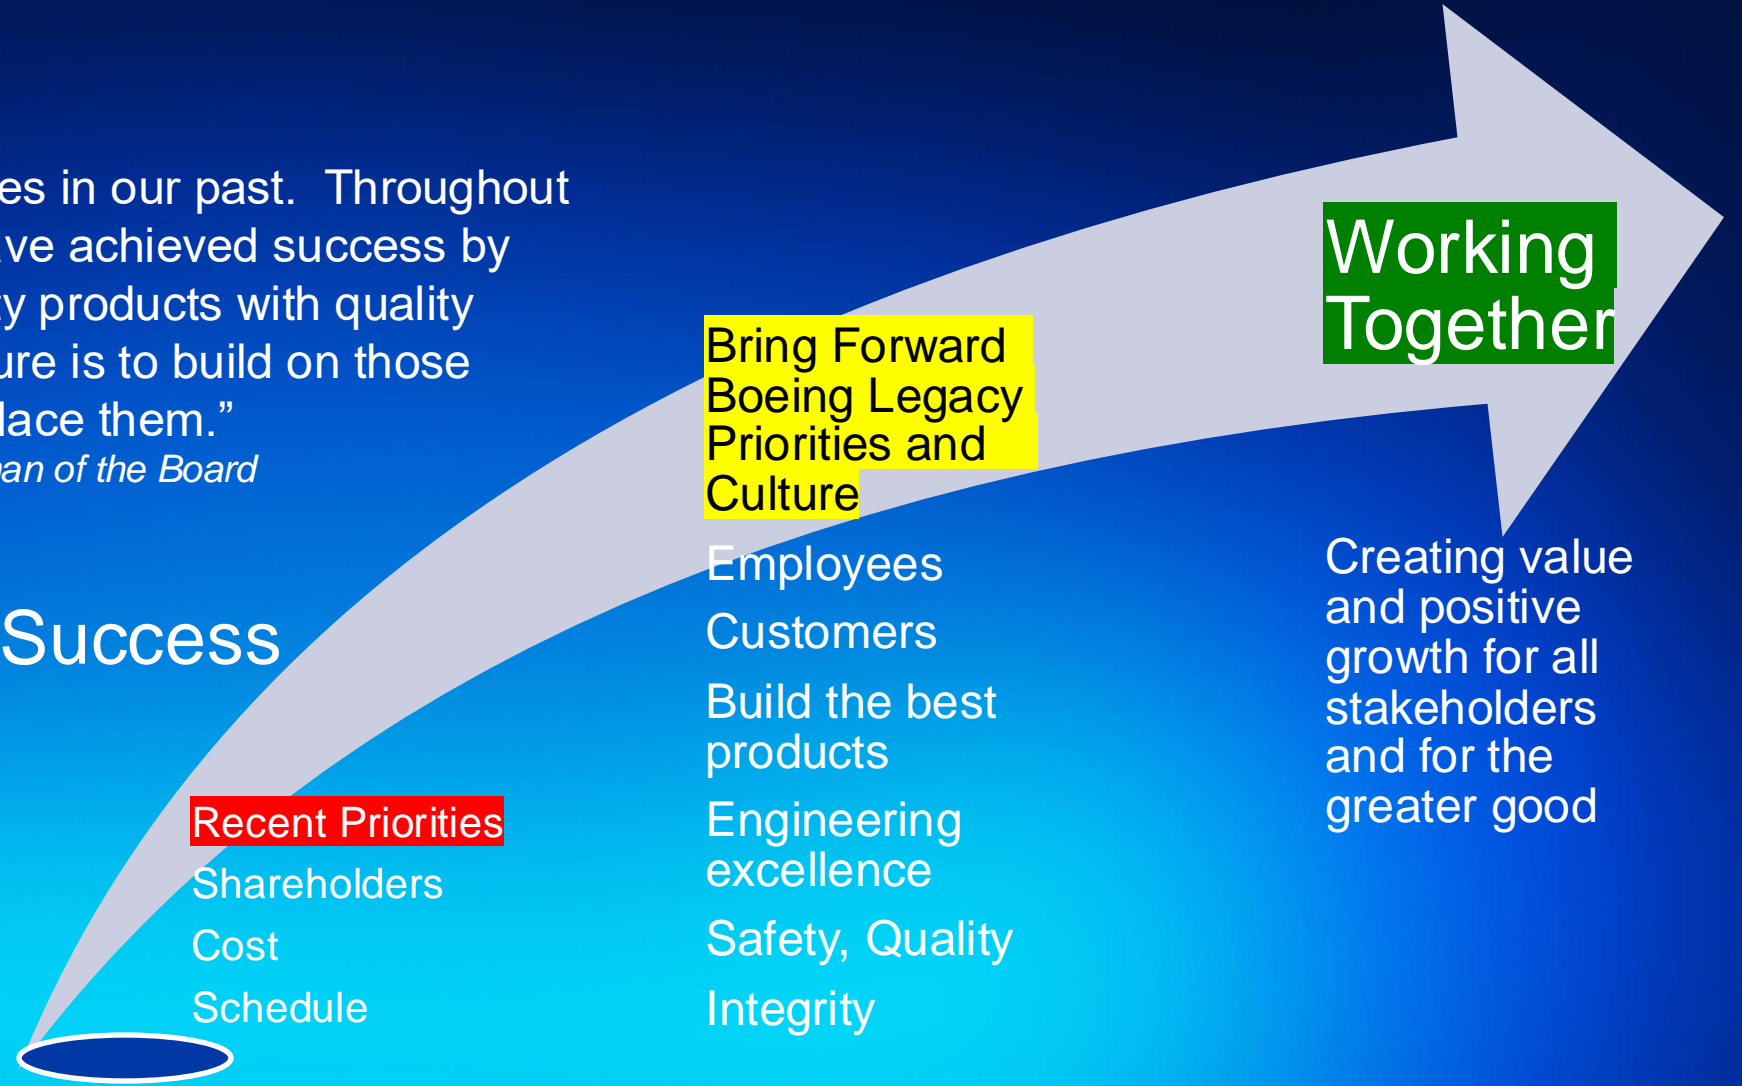 es in our past.  Throughout
ve achieved success by
ty products with quality
ure is to build on those
lace them.”
an of the Board
Success
Recent Priorities
Shareholders
Cost
Schedule
Bring Forward
Boeing Legacy
Priorities and
Culture
Employees
Customers
Build the best
products
Engineering
excellence
Safety, Quality
Integrity
Working
Together
Creating value
and positive
growth for all
stakeholders
and for the
greater good